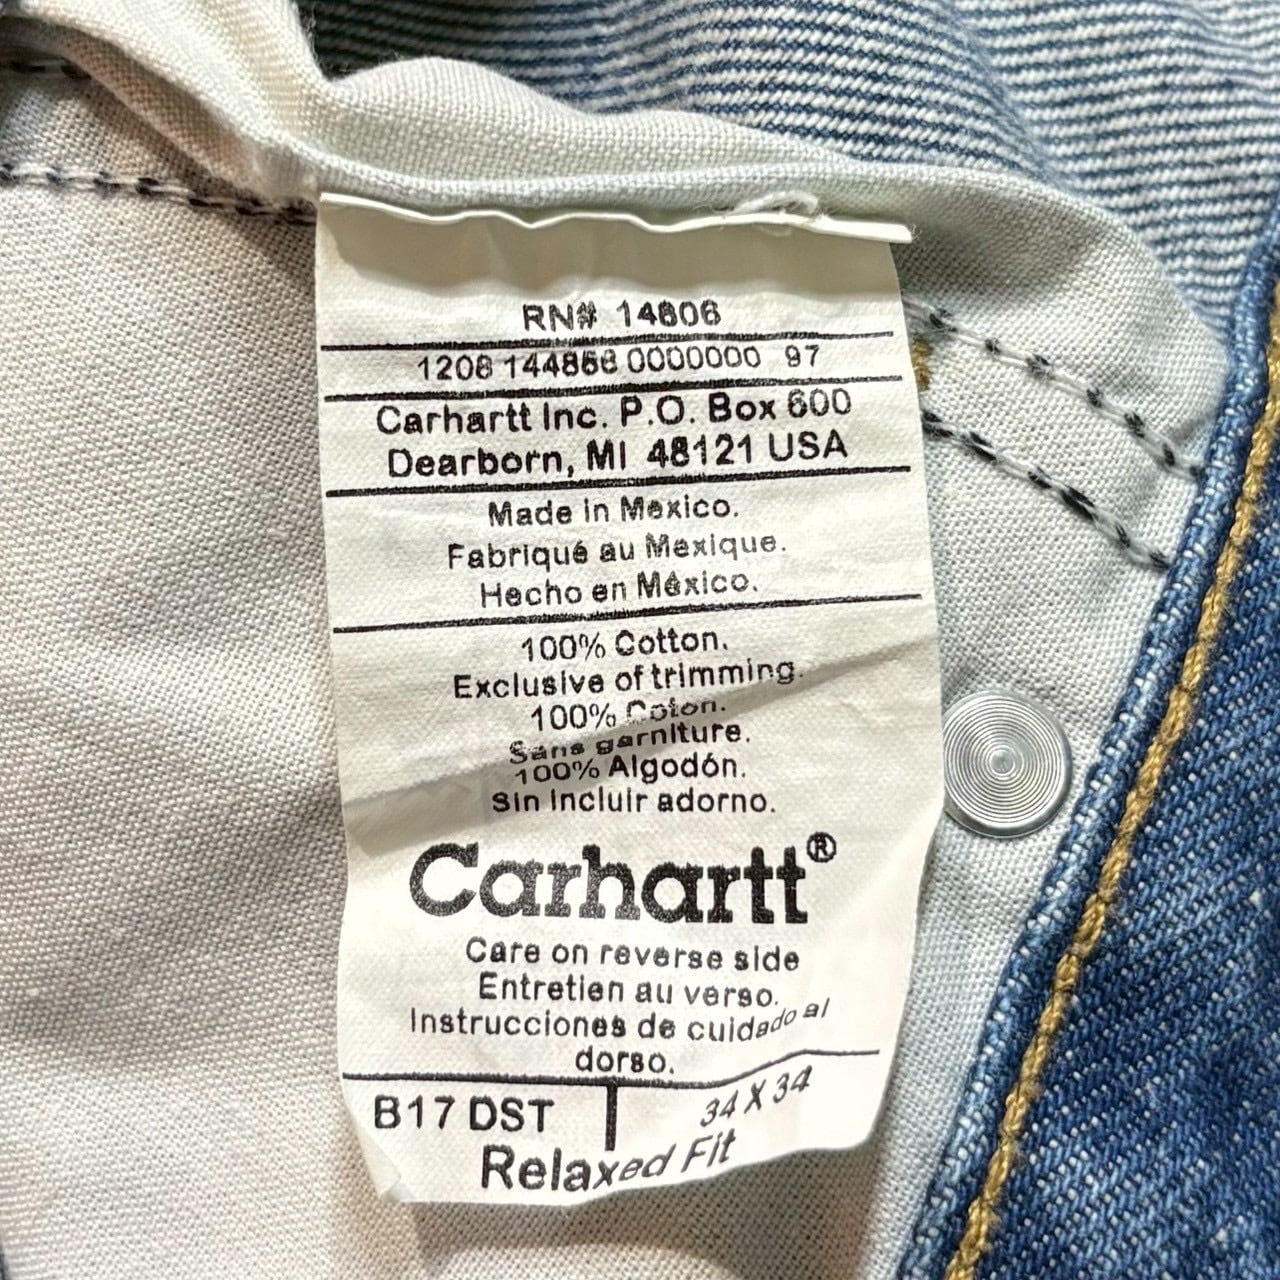 RN# 14806
1208 144868 0000000 97
Carhartt Inc. P.O. Box 600
Dearborn, MI 48121 USA
Made in Mexico.
Fabriqué au Mexique.
Hecho en México.
100% Cotton.
Exclusive of trimming.
100% Coton.
Sans garniture.
100% Algodón.
Sin incluir adorno.
Carhartt®
Care on reverse side
Entretien au verso.
Instrucciones de cuidado al
dorso.
B17 DST 34 X 34
Relaxed Fit